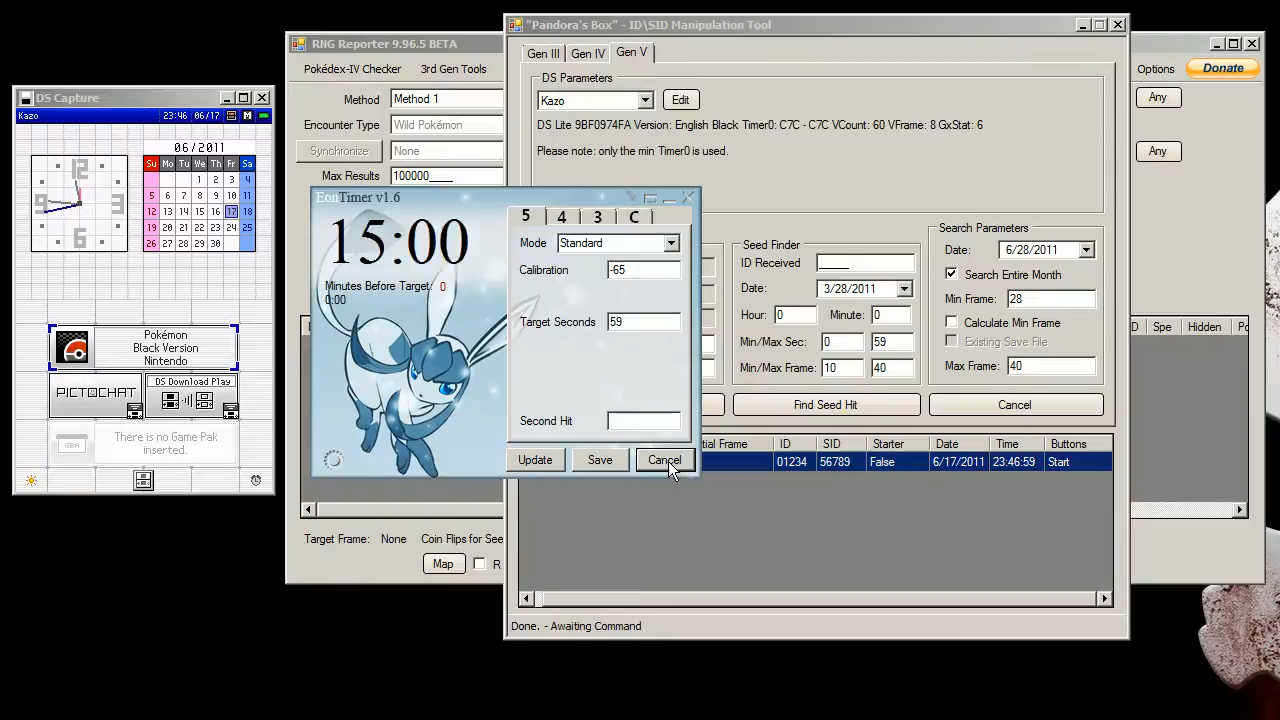 "Pandora's Box" - ID\SID Manipulation Tool
Gen III
Gen IV
Gen V
DS Parameters
Kazo
Edit
DS Lite 9BF0974FA Version: English Black Timer0: C7C - C7C VCount: 60 VFrame: 8 GxStat: 6
Please note: only the min Timer0 is used.
RNG Reporter 9.96.5 BETA
Pokédex-IV Checker
3rd Gen Tools
Options
Donate
Method
Method 1
Any
Encounter Type
Wild Pokémon
Synchronize
None
Any
Max Results
100000____
DS Capture
Kazo
23:46
06/17
M
06/2011
Su Mo Tu We Th Fr Sa
1 2 3 4
5 6 7 8 9 10 11
12 13 14 15 16 17 18
19 20 21 22 23 24 25
26 27 28 29 30
12
9
3
6
Pokémon
Black Version
Nintendo
PICTOCHAT
DS Download Play
GBA
There is no Game Pak
inserted.
EonTimer v1.6
15:00
Minutes Before Target: 0
0:00
5 4 3 C
Mode
Standard
Calibration
-65
Target Seconds
59
Second Hit
Update
Save
Cancel
Seed Finder
ID Received
_____
Date:
3/28/2011
Hour:
0
Minute:
0
Min/Max Sec:
0
59
Min/Max Frame:
10
40
Find Seed Hit
Search Parameters
Date:
6/28/2011
Search Entire Month
Min Frame:
28
Calculate Min Frame
Existing Save File
Max Frame:
40
Cancel
ID
SID
Starter
Date
Time
Buttons
01234
56789
False
6/17/2011
23:46:59
Start
Spe
Hidden
Target Frame:
None
Coin Flips for See
Map
R
Done. - Awaiting Command